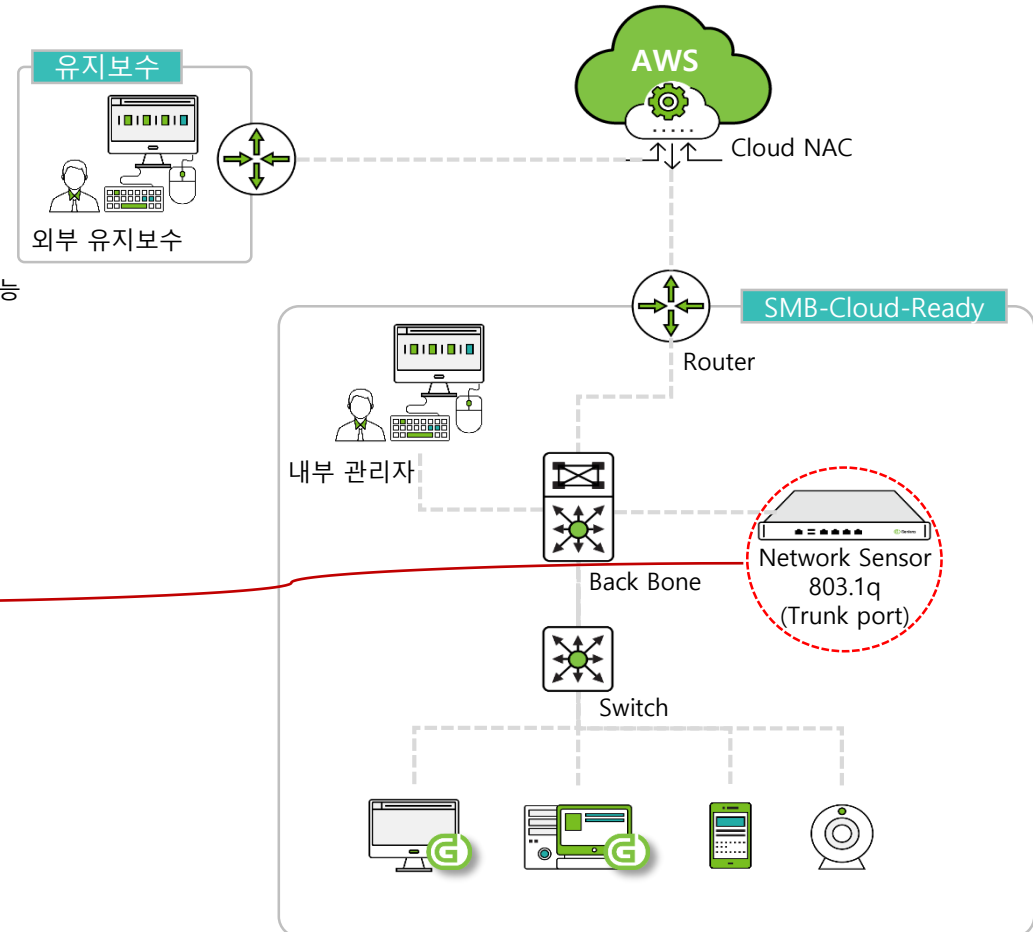 유지보수
외부 유지보수
AWS
Cloud NAC
능
SMB-Cloud-Ready
Router
내부 관리자
Back Bone
Network Sensor
803.1q
(Trunk port)
Switch
G
G